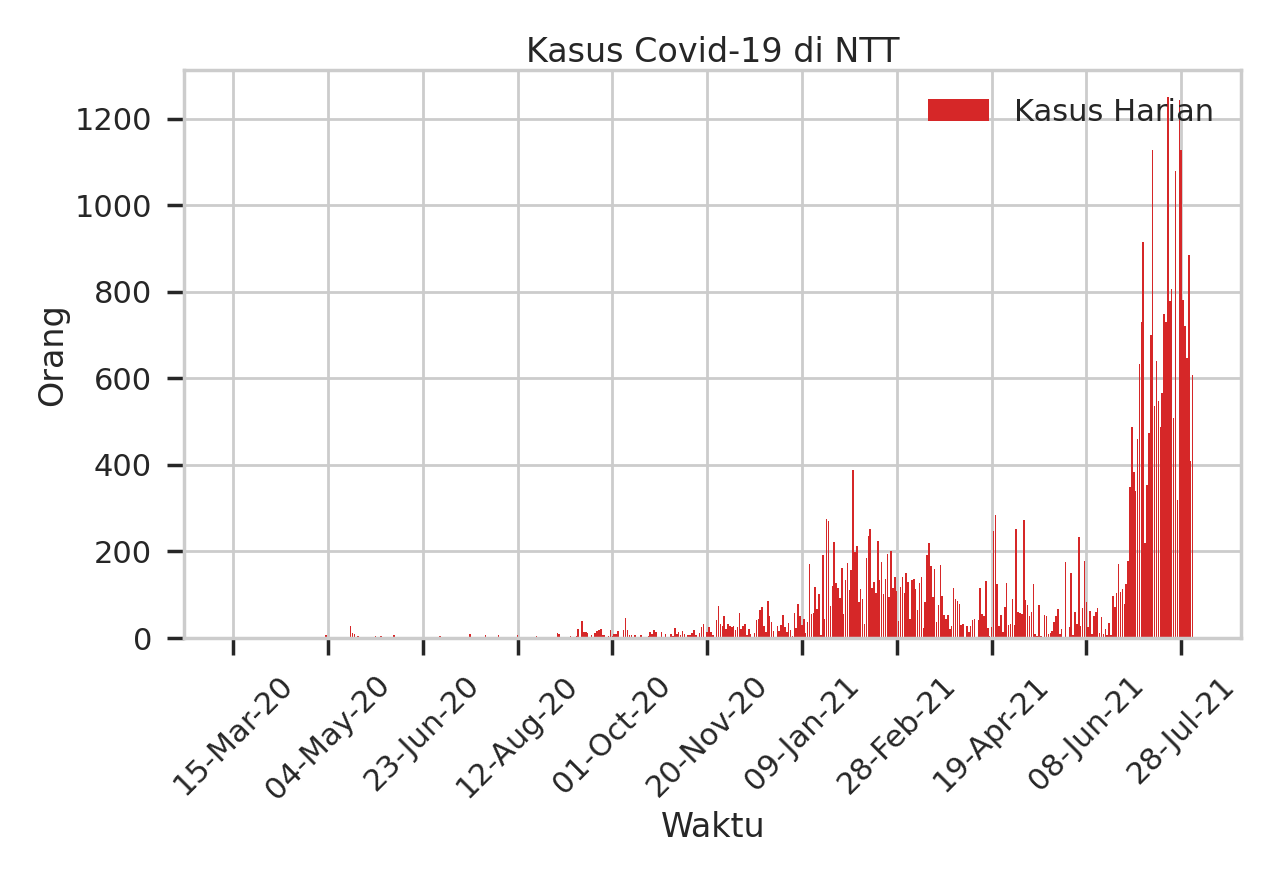 Kasus Covid-19 di NTT
Kasus Harian
1200
1000
800
600
400
200
0
Orang
15-Mar-20
04-May-20
23-Jun-20
12-Aug-20
01-Oct-20
20-Nov-20
09-Jan-21
28-Feb-21
19-Apr-21
08-Jun-21
28-Jul-21
Waktu